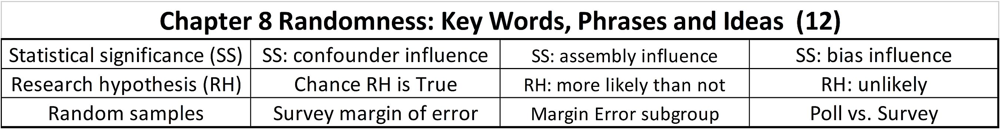 Chapter 8 Randomness: Key Words, Phrases and Ideas (12)
Statistical significance (SS) SS: confounder influence SS: assembly influence SS: bias influence
Research hypothesis (RH) Chance RH is True RH: more likely than not RH: unlikely
Random samples Survey margin of error Margin Error subgroup Poll vs. Survey